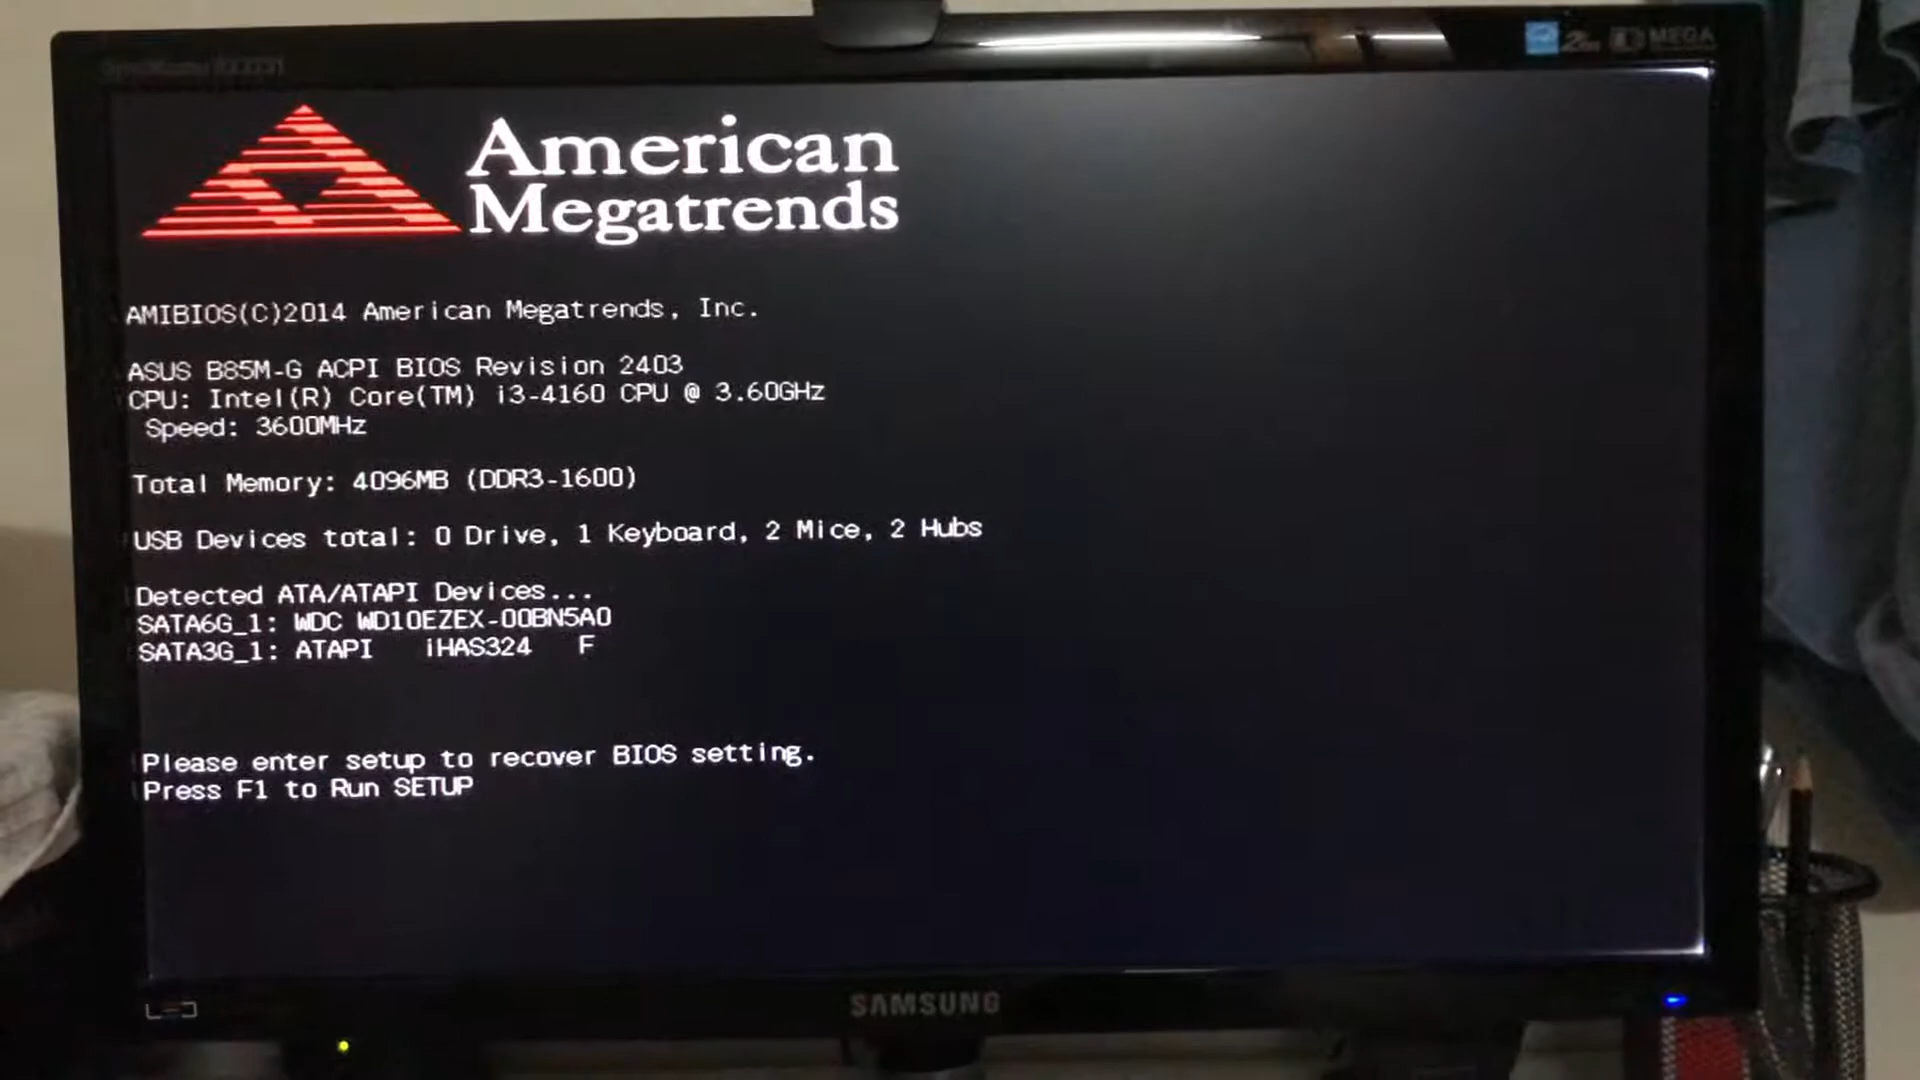 MEGA
American
Megatrends
AMIBIOS(C)2014 American Megatrends, Inc.
ASUS B85M-G ACPI BIOS Revision 2403
CPU: Intel(R) Core(TM) i3-4160 CPU @ 3.60GHz
Speed: 3600MHz
Total Memory: 4096MB (DDR3-1600)
USB Devices total: 0 Drive, 1 Keyboard, 2 Mice, 2 Hubs
Detected ATA/ATAPI Devices...
SATA6G_1: WDC WD10EZEX-00BN5A0
SATA3G_1: ATAPI iHAS324 F
Please enter setup to recover BIOS setting.
Press F1 to Run SETUP
LED
SAMSUNG